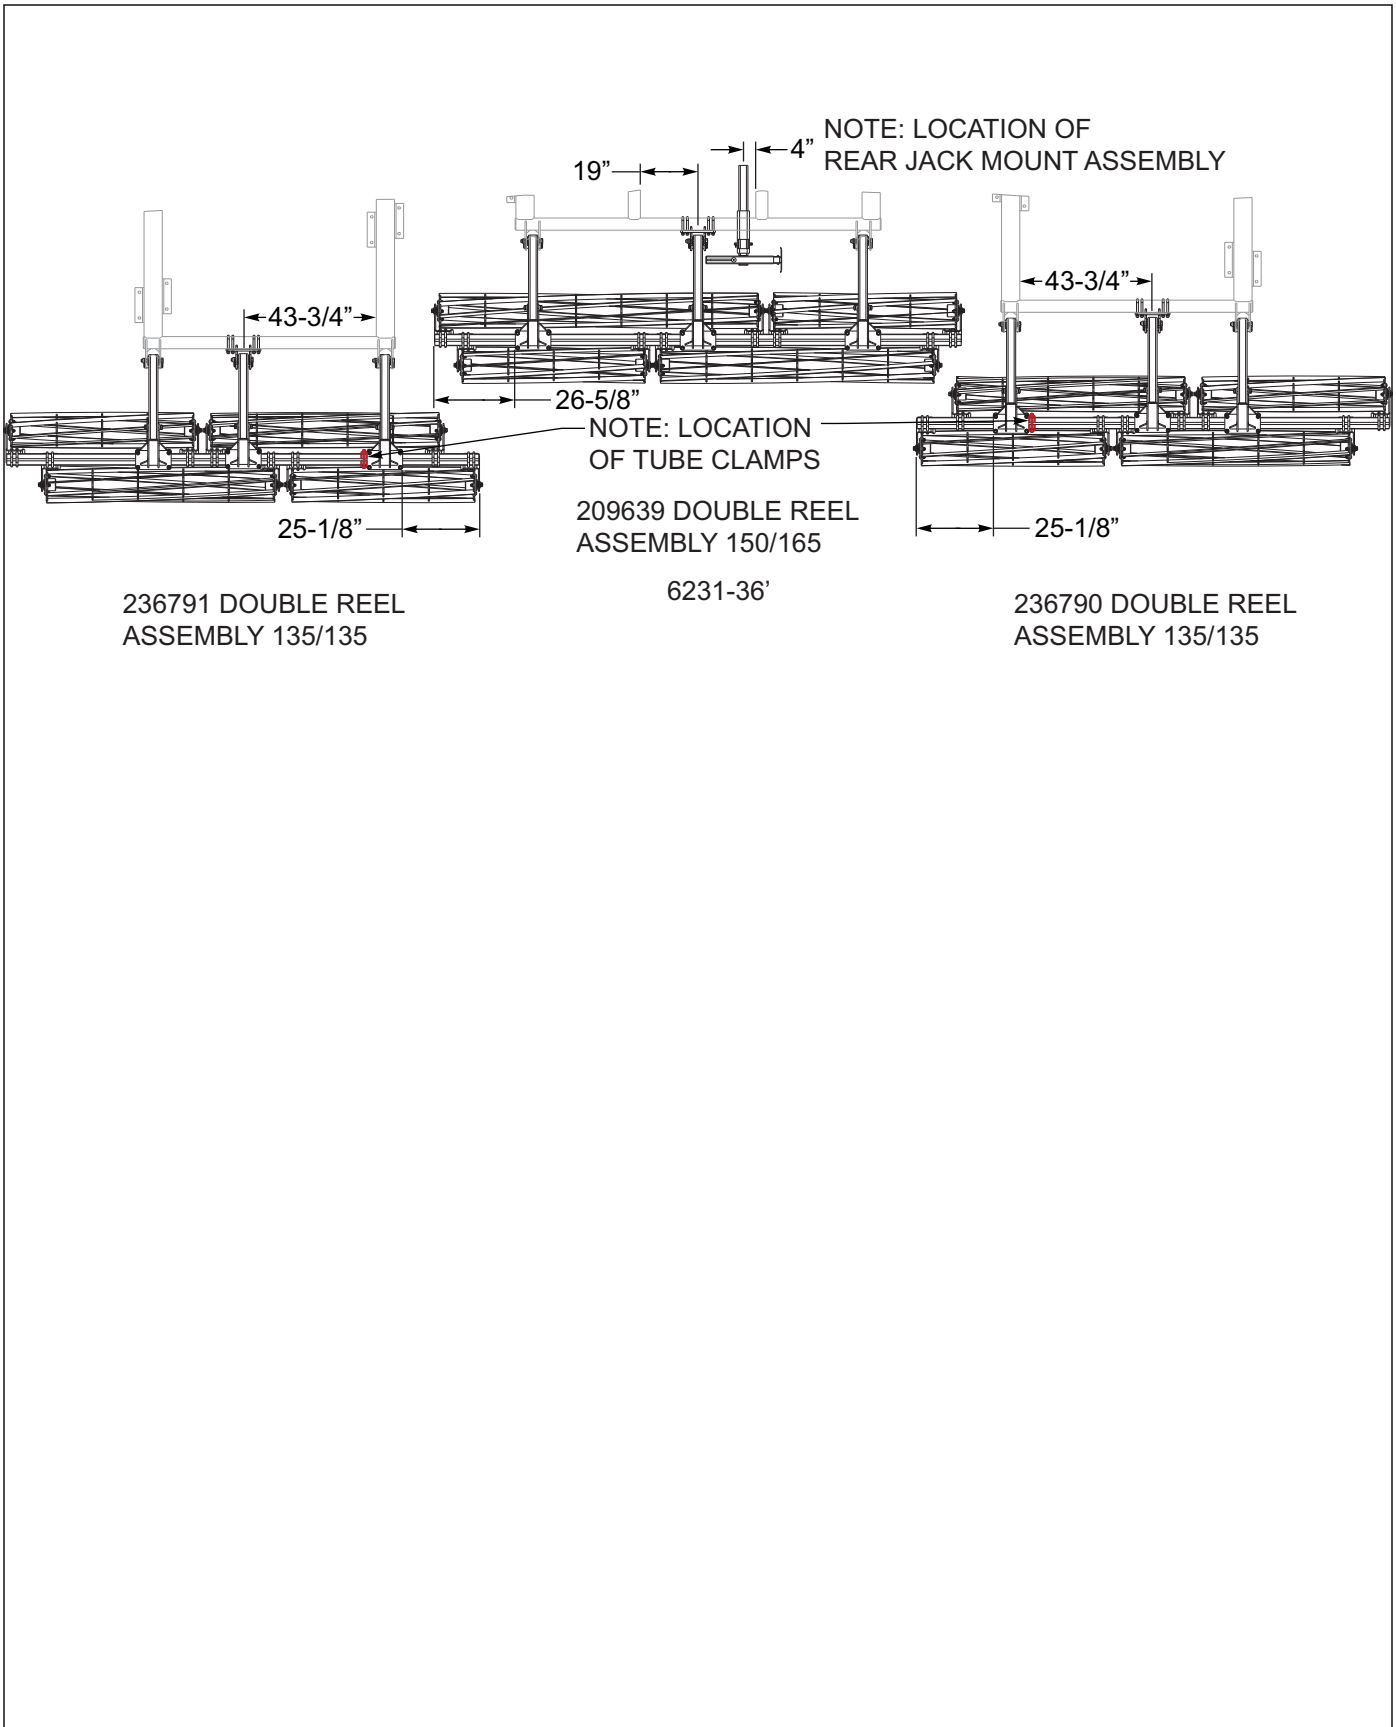 NOTE: LOCATION OF
REAR JACK MOUNT ASSEMBLY
4”
19”
43-3/4”
43-3/4”
26-5/8”
NOTE: LOCATION
OF TUBE CLAMPS
25-1/8”
25-1/8”
209639 DOUBLE REEL
ASSEMBLY 150/165
6231-36’
236791 DOUBLE REEL
ASSEMBLY 135/135
236790 DOUBLE REEL
ASSEMBLY 135/135